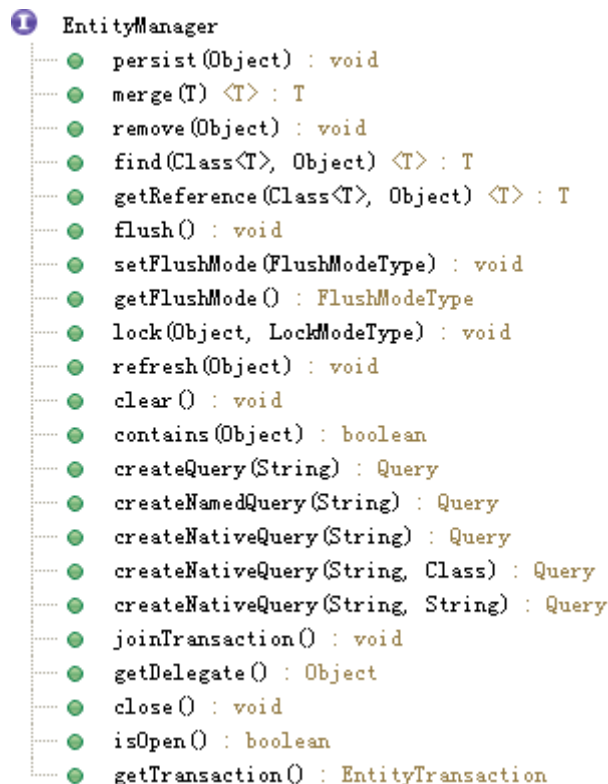 I EntityManager
persist(Object) : void
merge(T) <T> : T
remove(Object) : void
find(Class<T>, Object) <T> : T
getReference(Class<T>, Object) <T> : T
flush() : void
setFlushMode(FlushModeType) : void
getFlushMode() : FlushModeType
lock(Object, LockModeType) : void
refresh(Object) : void
clear() : void
contains(Object) : boolean
createQuery(String) : Query
createNamedQuery(String) : Query
createNativeQuery(String) : Query
createNativeQuery(String, Class) : Query
createNativeQuery(String, String) : Query
joinTransaction() : void
getDelegate() : Object
close() : void
isOpen() : boolean
getTransaction() : EntityTransaction